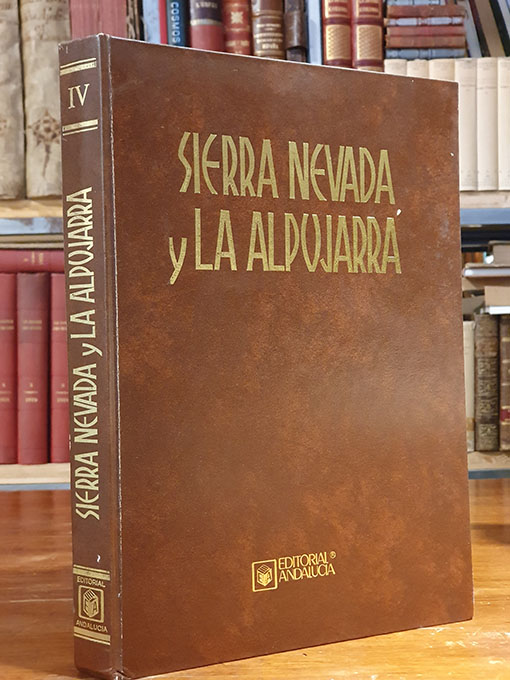 SIERRA NEVADA
y LA ALPUJARRA
EDITORIAL ®
ANDALUCIA
IV
SIERRA NEVADA y LA ALPUJARRA
EDITORIAL
ANDALUCIA
COSMOS